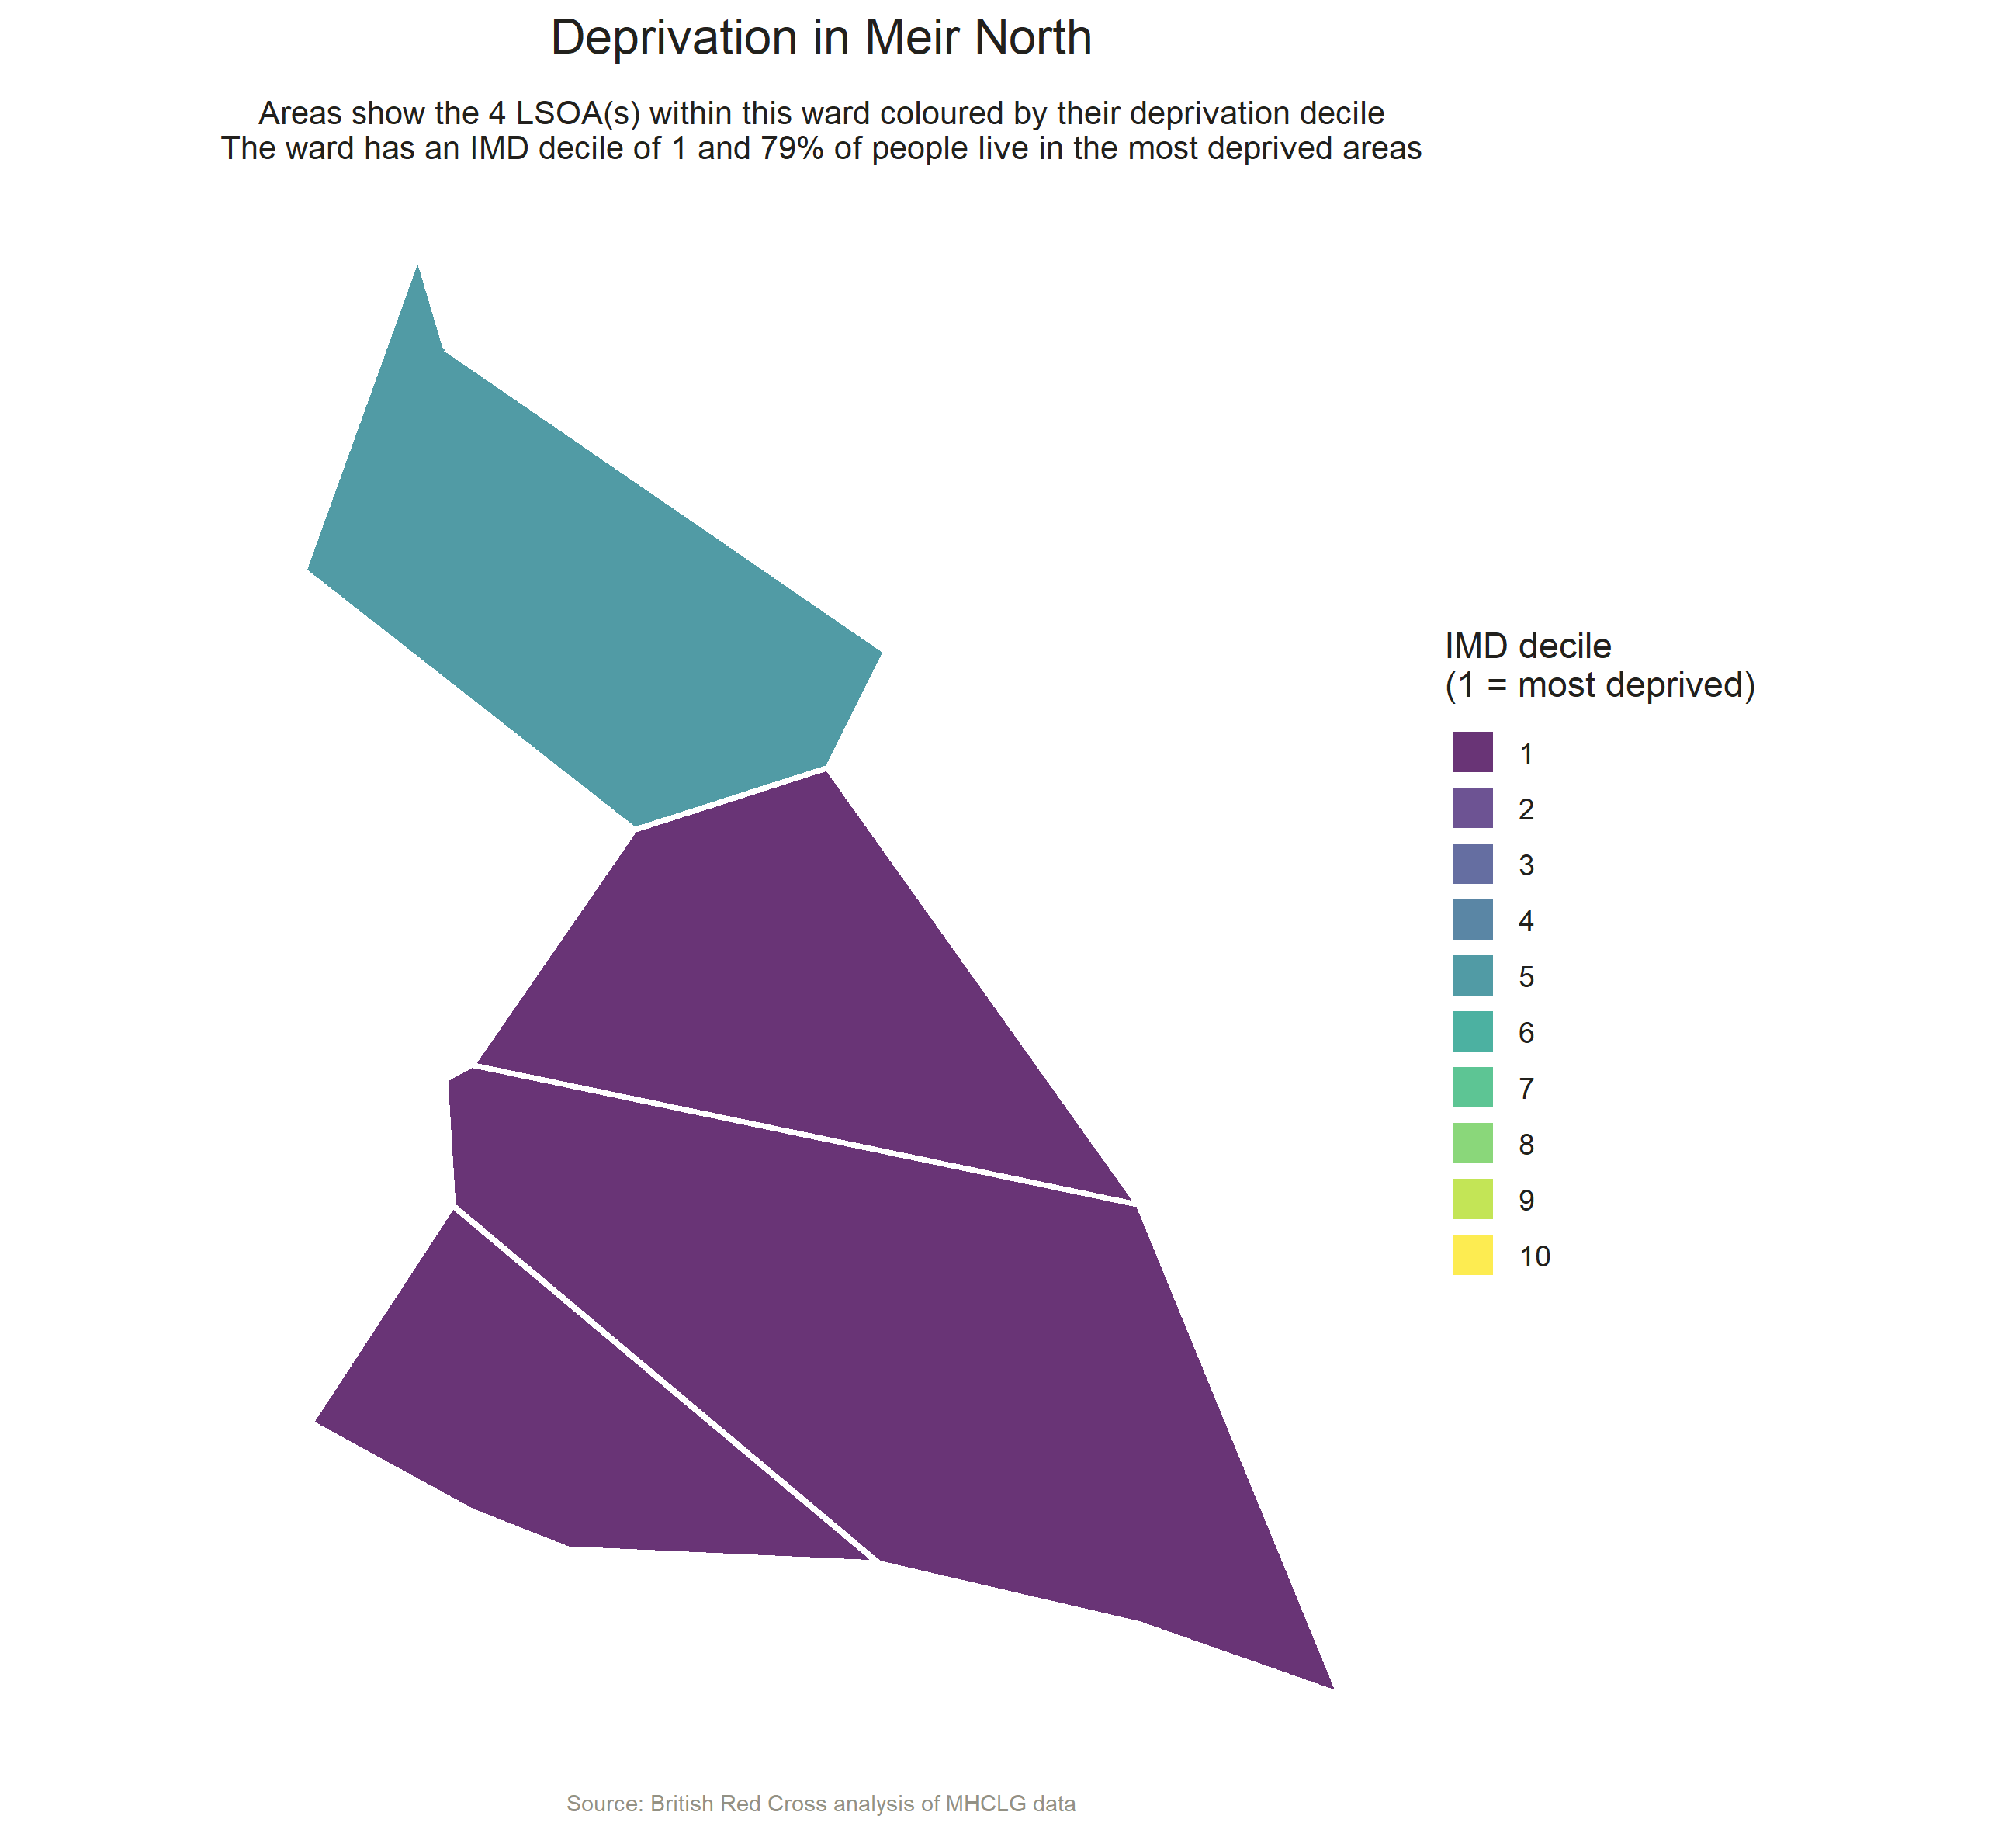 Deprivation in Meir North
Areas show the 4 LSOA(s) within this ward coloured by their deprivation decile
The ward has an IMD decile of 1 and 79% of people live in the most deprived areas
IMD decile
(1 = most deprived)
1
2
3
4
5
6
7
8
9
10
Source: British Red Cross analysis of MHCLG data